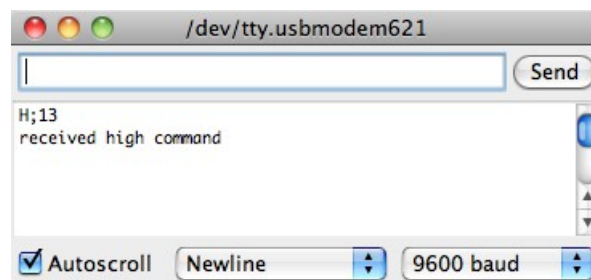 /dev/tty.usbmodem621
Send
H;13
received high command
Autoscroll
Newline
9600 baud